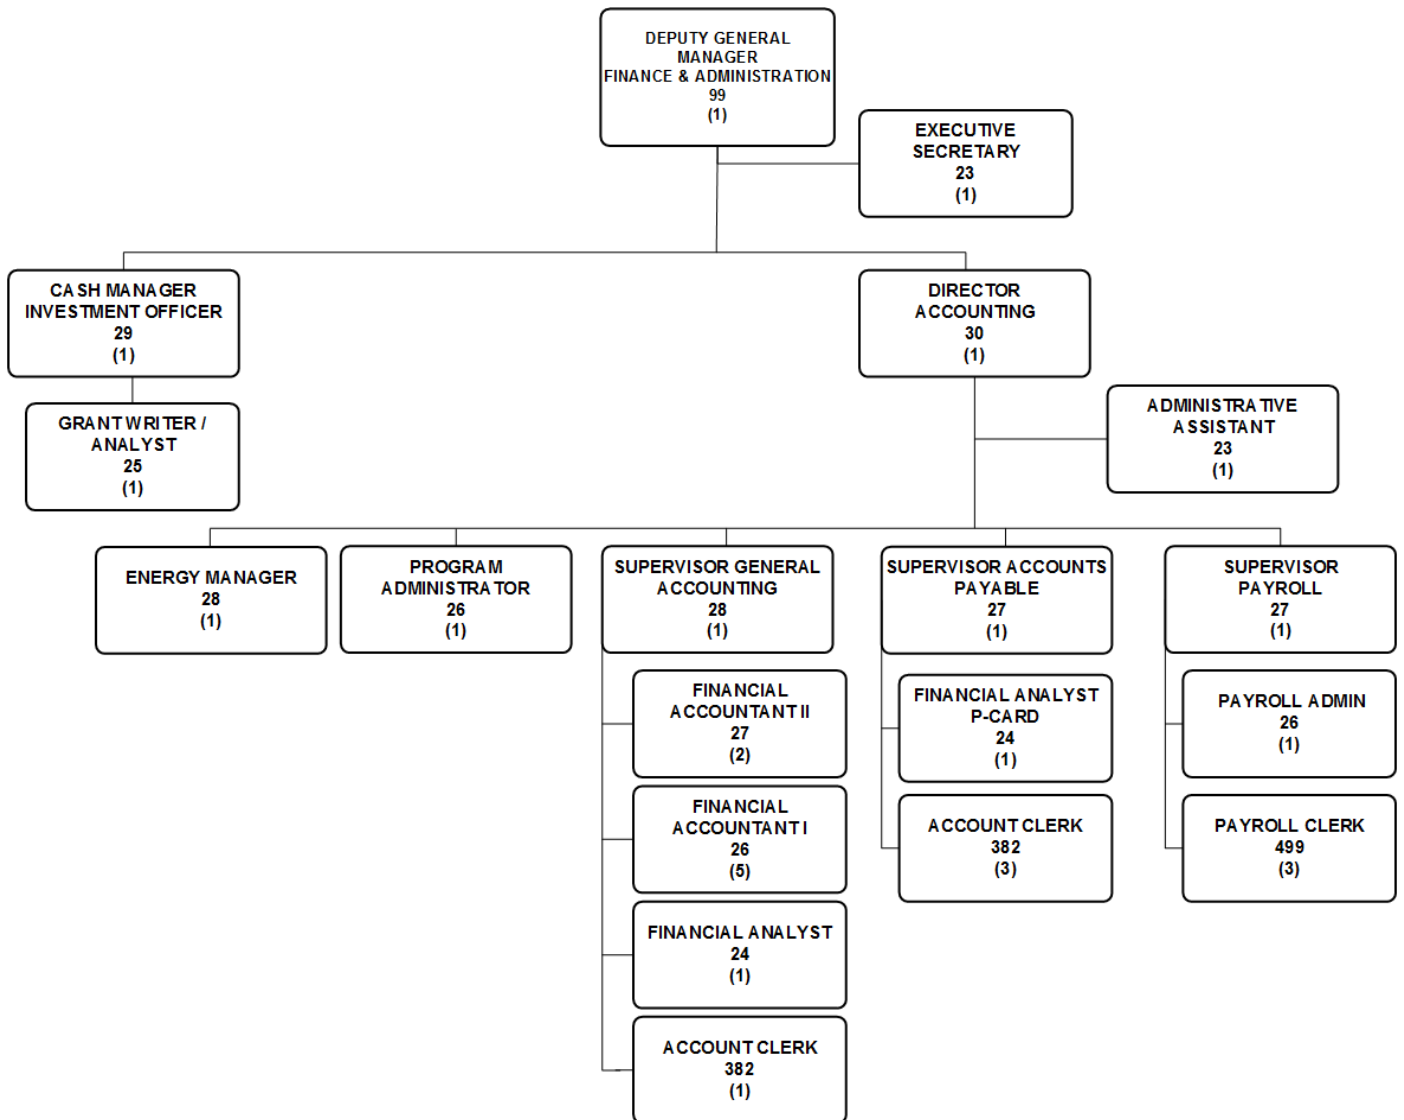 DEPUTY GENERAL
MANAGER
FINANCE & ADMINISTRATION
99
(1)
EXECUTIVE
SECRETARY
23
(1)
CASH MANAGER
INVESTMENT OFFICER
29
(1)
DIRECTOR
ACCOUNTING
30
(1)
GRANT WRITER /
ANALYST
25
(1)
ADMINISTRATIVE
ASSISTANT
23
(1)
ENERGY MANAGER
28
(1)
PROGRAM
ADMINISTRATOR
26
(1)
SUPERVISOR GENERAL
ACCOUNTING
28
(1)
SUPERVISOR ACCOUNTS
PAYABLE
27
(1)
SUPERVISOR
PAYROLL
27
(1)
FINANCIAL
ACCOUNTANT II
27
(2)
FINANCIAL
ACCOUNTANT I
26
(5)
FINANCIAL ANALYST
24
(1)
ACCOUNT CLERK
382
(1)
FINANCIAL ANALYST
P-CARD
24
(1)
ACCOUNT CLERK
382
(3)
PAYROLL ADMIN
26
(1)
PAYROLL CLERK
499
(3)